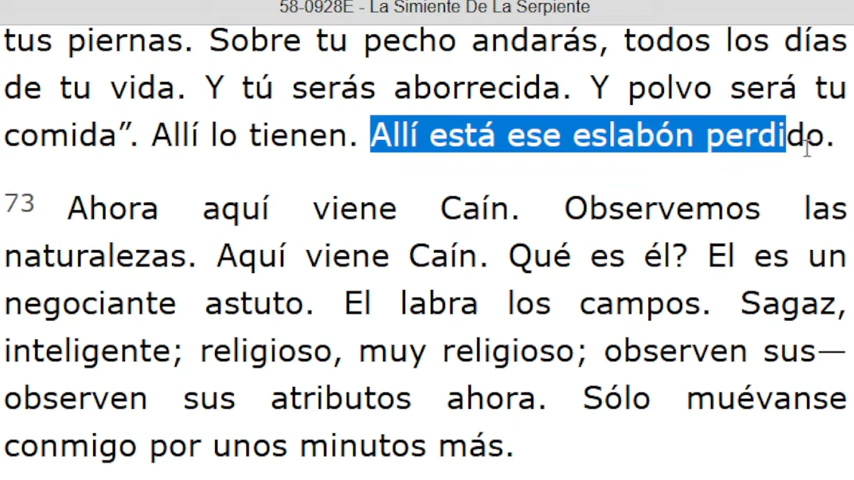 58-0928E - La Simiente De La Serpiente
tus piernas. Sobre tu pecho andarás, todos los días
de tu vida. Y tú serás aborrecida. Y polvo será tu
comida”. Allí lo tienen. Allí está ese eslabón perdido.
73 Ahora aquí viene Caín. Observemos las
naturalezas. Aquí viene Caín. Qué es él? El es un
negociante astuto. El labra los campos. Sagaz,
inteligente; religioso, muy religioso; observen sus—
observen sus atributos ahora. Sólo muévanse
conmigo por unos minutos más.